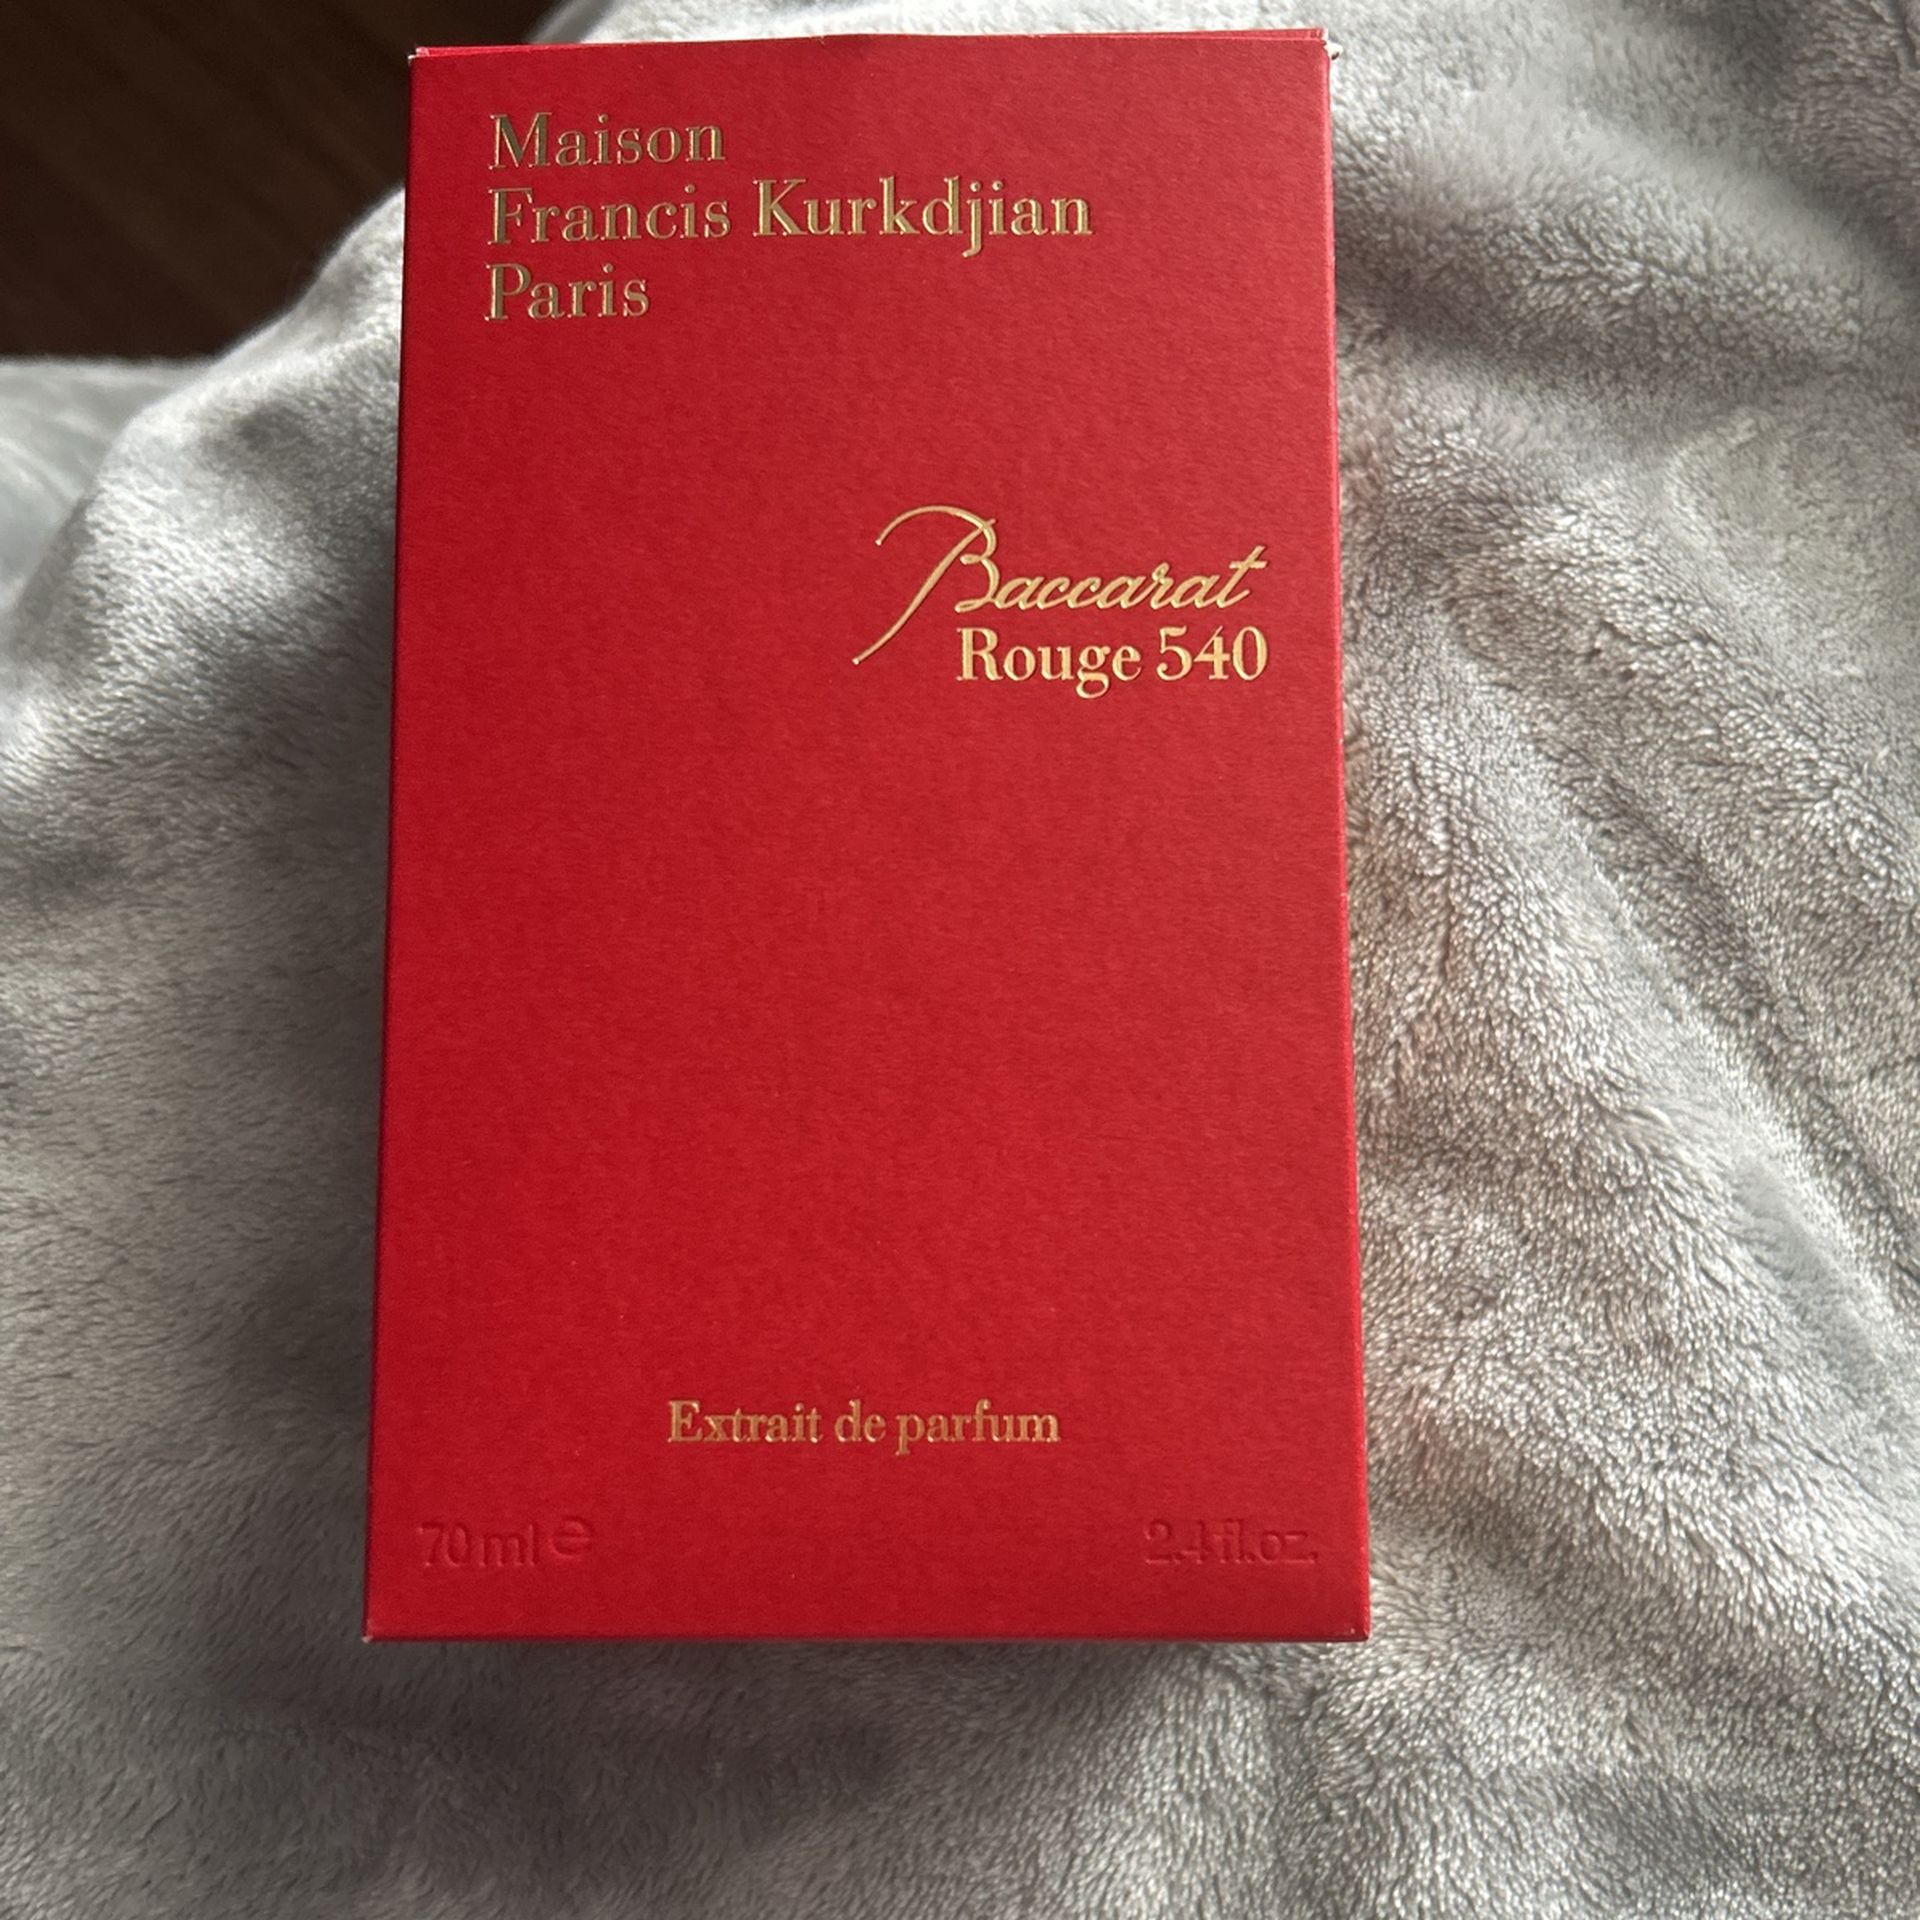 Maison
Francis Kurkdjian
Paris
Baccarat
Rouge 540
Extrait de parfum
70 ml e 2.4 fl.oz.